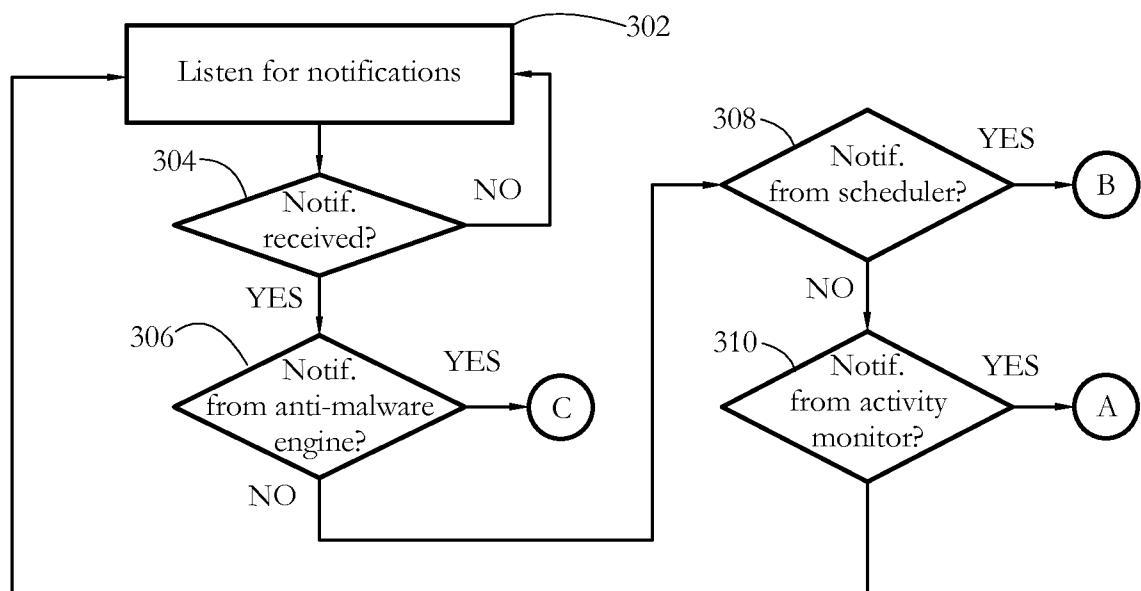 302
Listen for notifications
304
Notif.
received?
NO
YES
306
Notif.
from anti-malware
engine?
YES
C
NO
308
Notif.
from scheduler?
YES
B
NO
310
Notif.
from activity
monitor?
YES
A